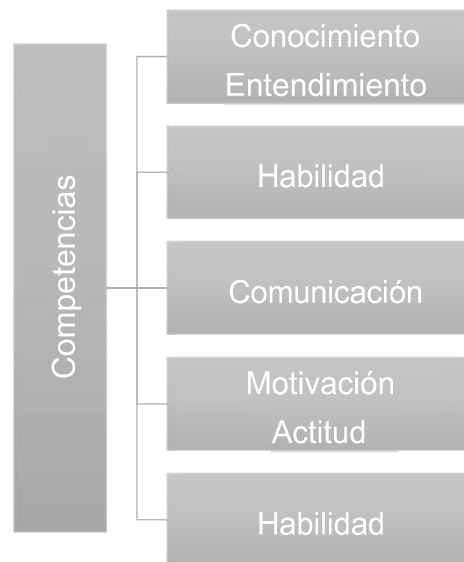 Competencias
Conocimiento
Entendimiento
Habilidad
Comunicación
Motivación
Actitud
Habilidad